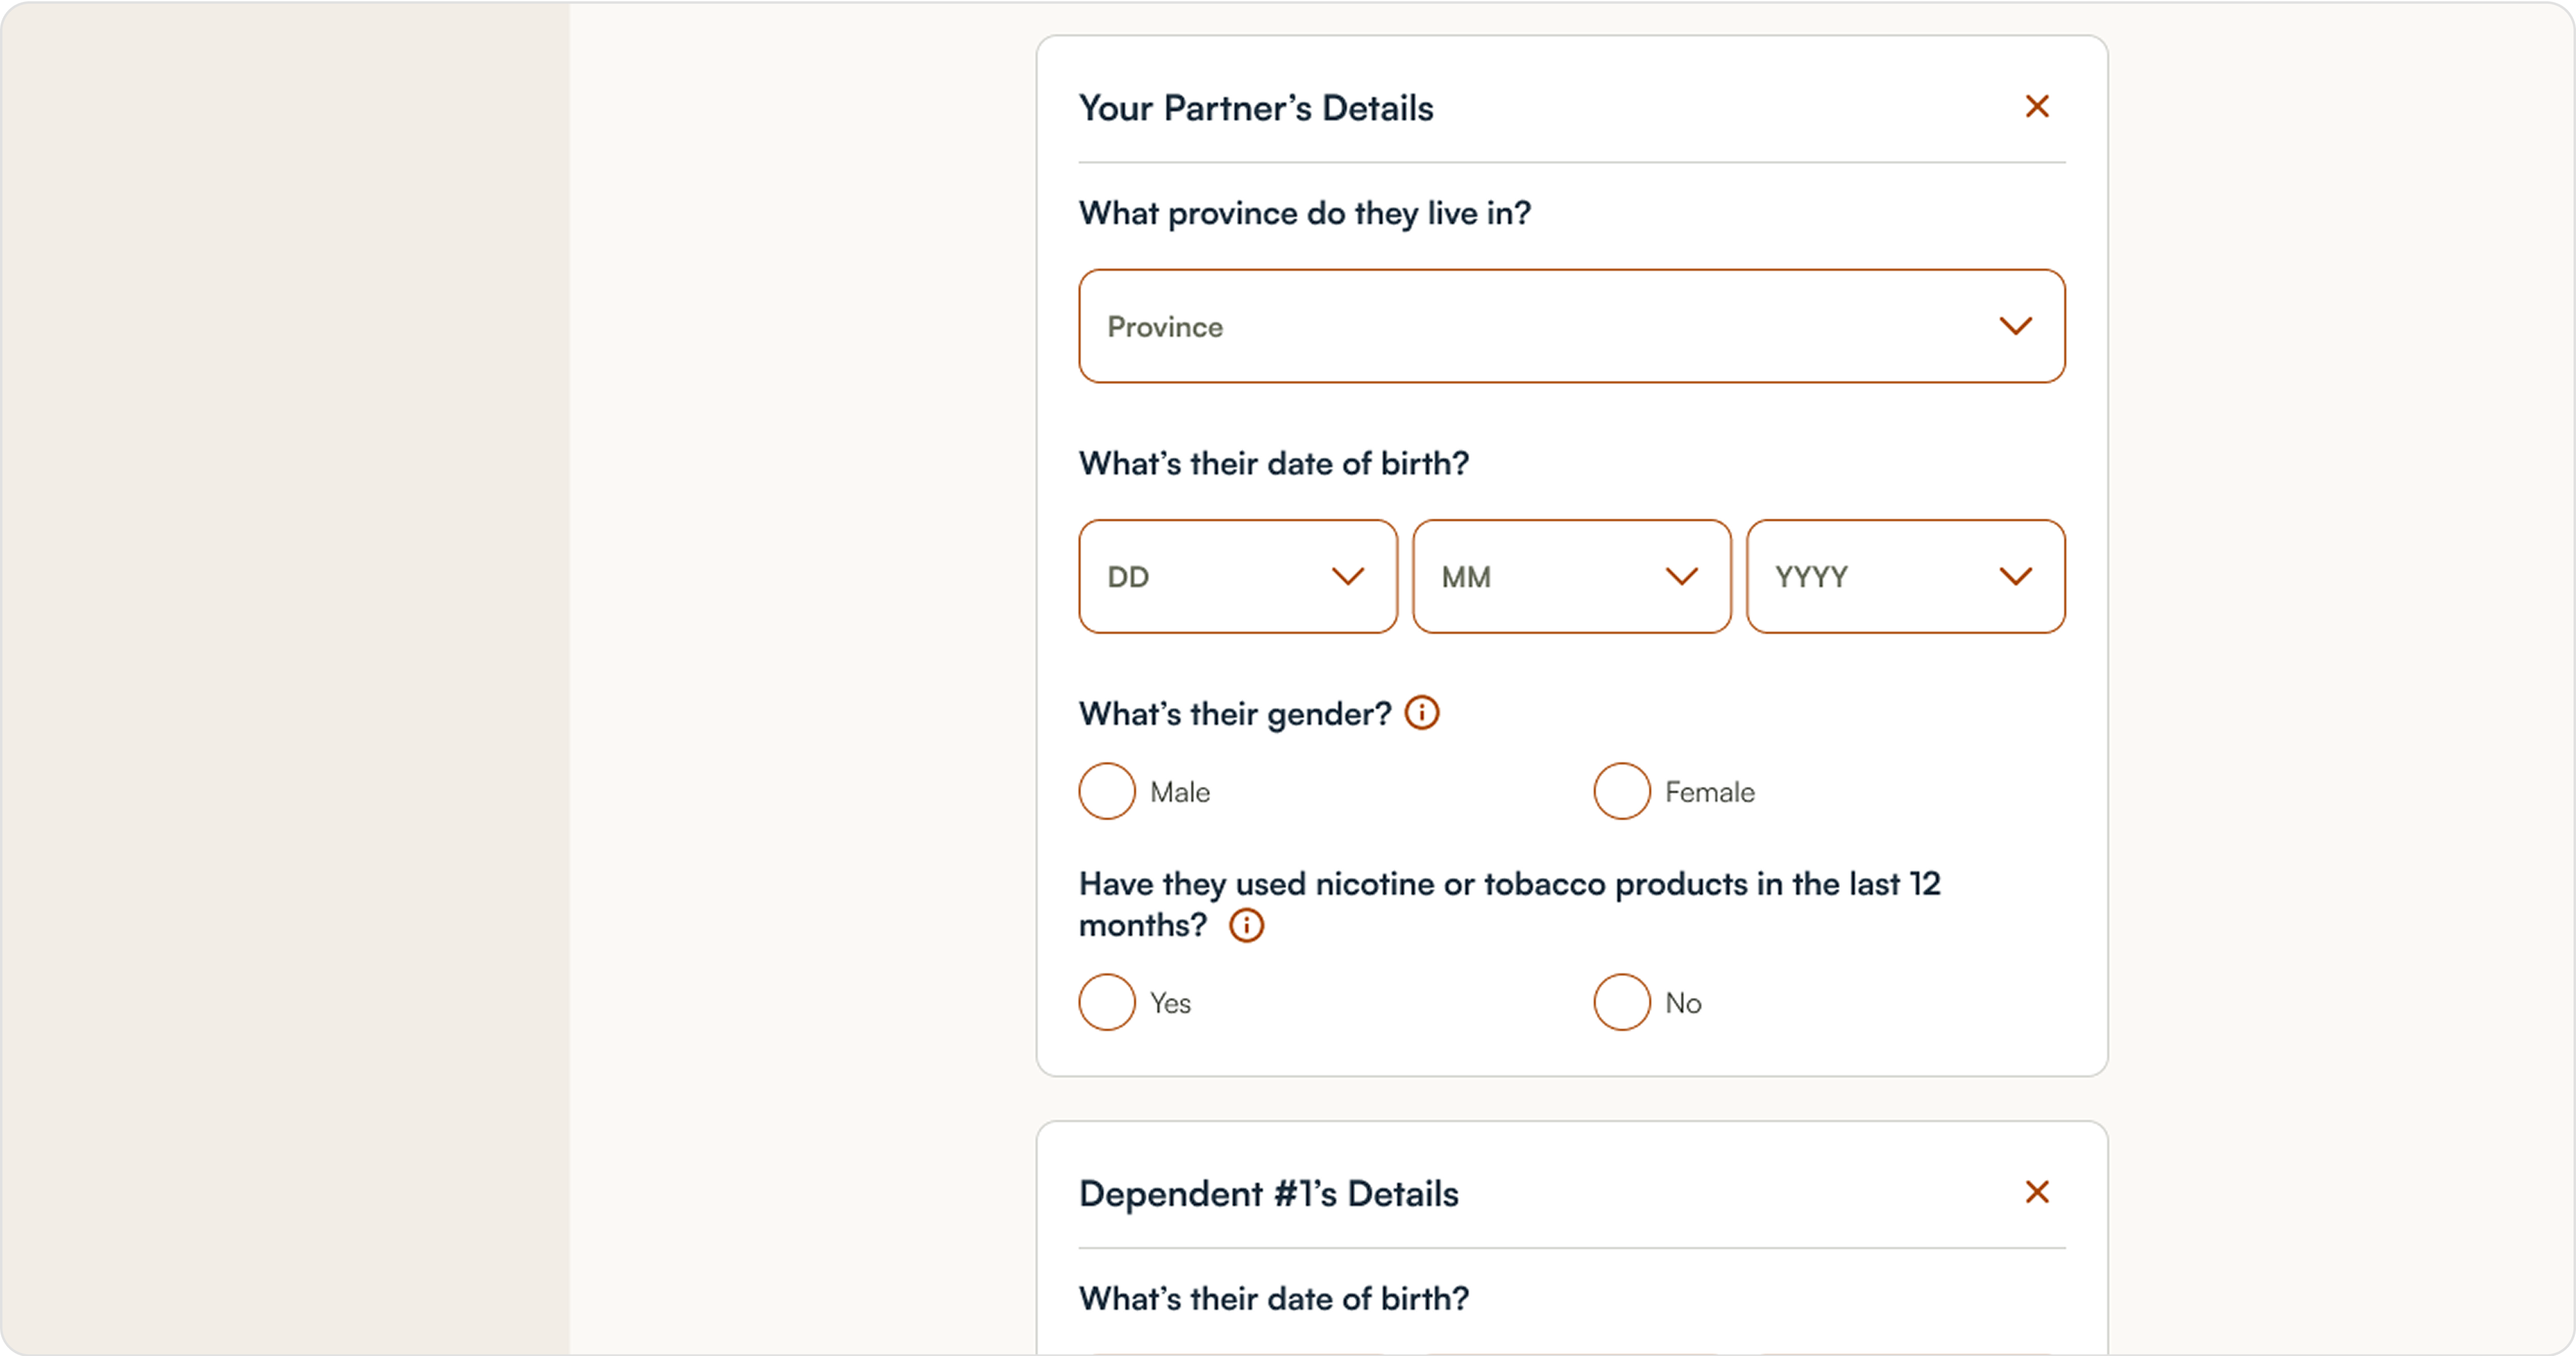 Your Partner’s Details
What province do they live in?
Province
What’s their date of birth?
DD
MM
YYYY
What’s their gender?
Male
Female
Have they used nicotine or tobacco products in the last 12
months?
Yes
No
Dependent #1’s Details
What’s their date of birth?